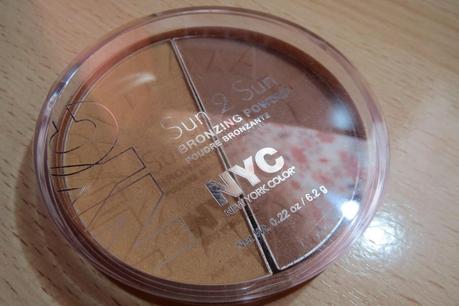 Sun 2 Sun
BRONZING POWDER
POUDRE BRONZANTE
NYC
NEW YORK COLOR®
0.22 oz / 6.2 g